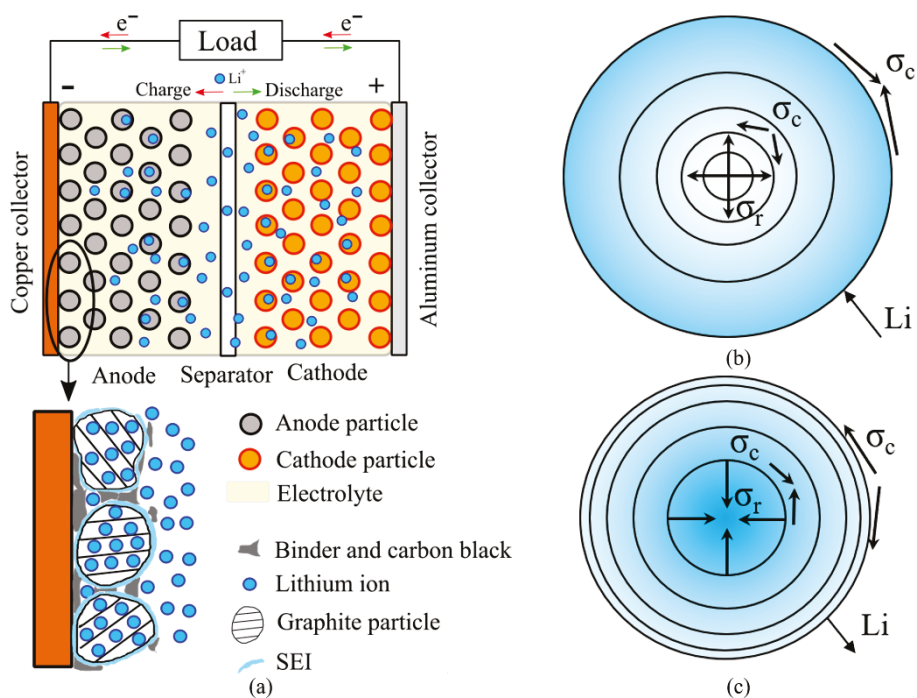 e⁻ e⁻
Load
- Li⁺ +
Charge Discharge
Copper collector
Aluminum collector
Anode Separator Cathode
Anode particle
Cathode particle
Electrolyte
Binder and carbon black
Lithium ion
Graphite particle
SEI
(a)
σc
σc
σr
Li
(b)
σc
σc
σr
Li
(c)